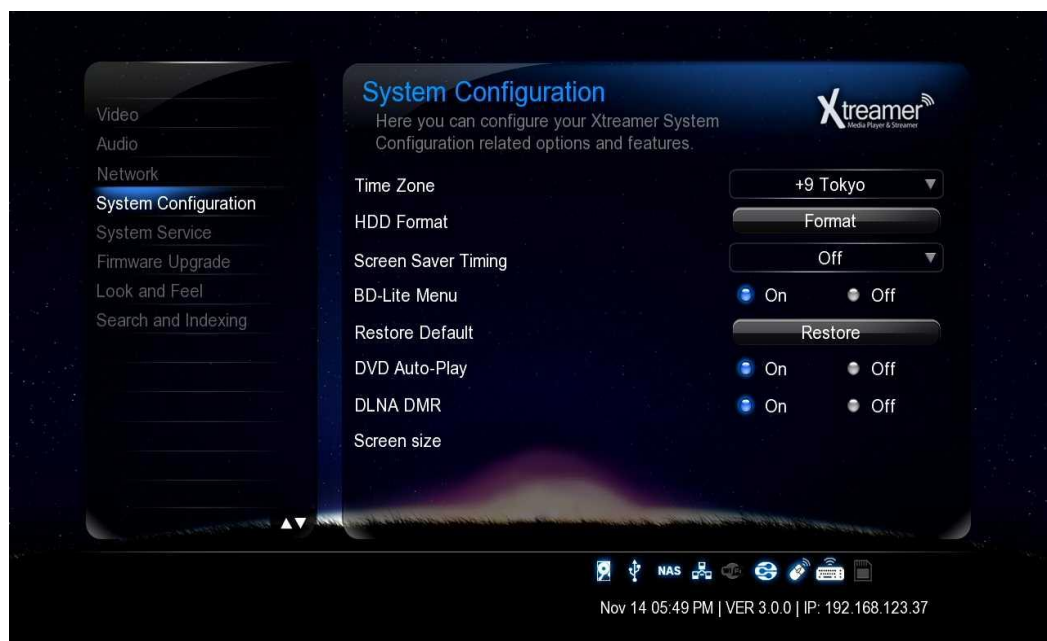 Video
Audio
Network
System Configuration
System Service
Firmware Upgrade
Look and Feel
Search and Indexing
System Configuration
Here you can configure your Xtreamer System
Configuration related options and features.
Xtreamer
Media Player & Streamer
Time Zone
+9 Tokyo
HDD Format
Format
Screen Saver Timing
Off
BD-Lite Menu
On
Off
Restore Default
Restore
DVD Auto-Play
On
Off
DLNA DMR
On
Off
Screen size
NAS
Nov 14 05:49 PM | VER 3.0.0 | IP: 192.168.123.37